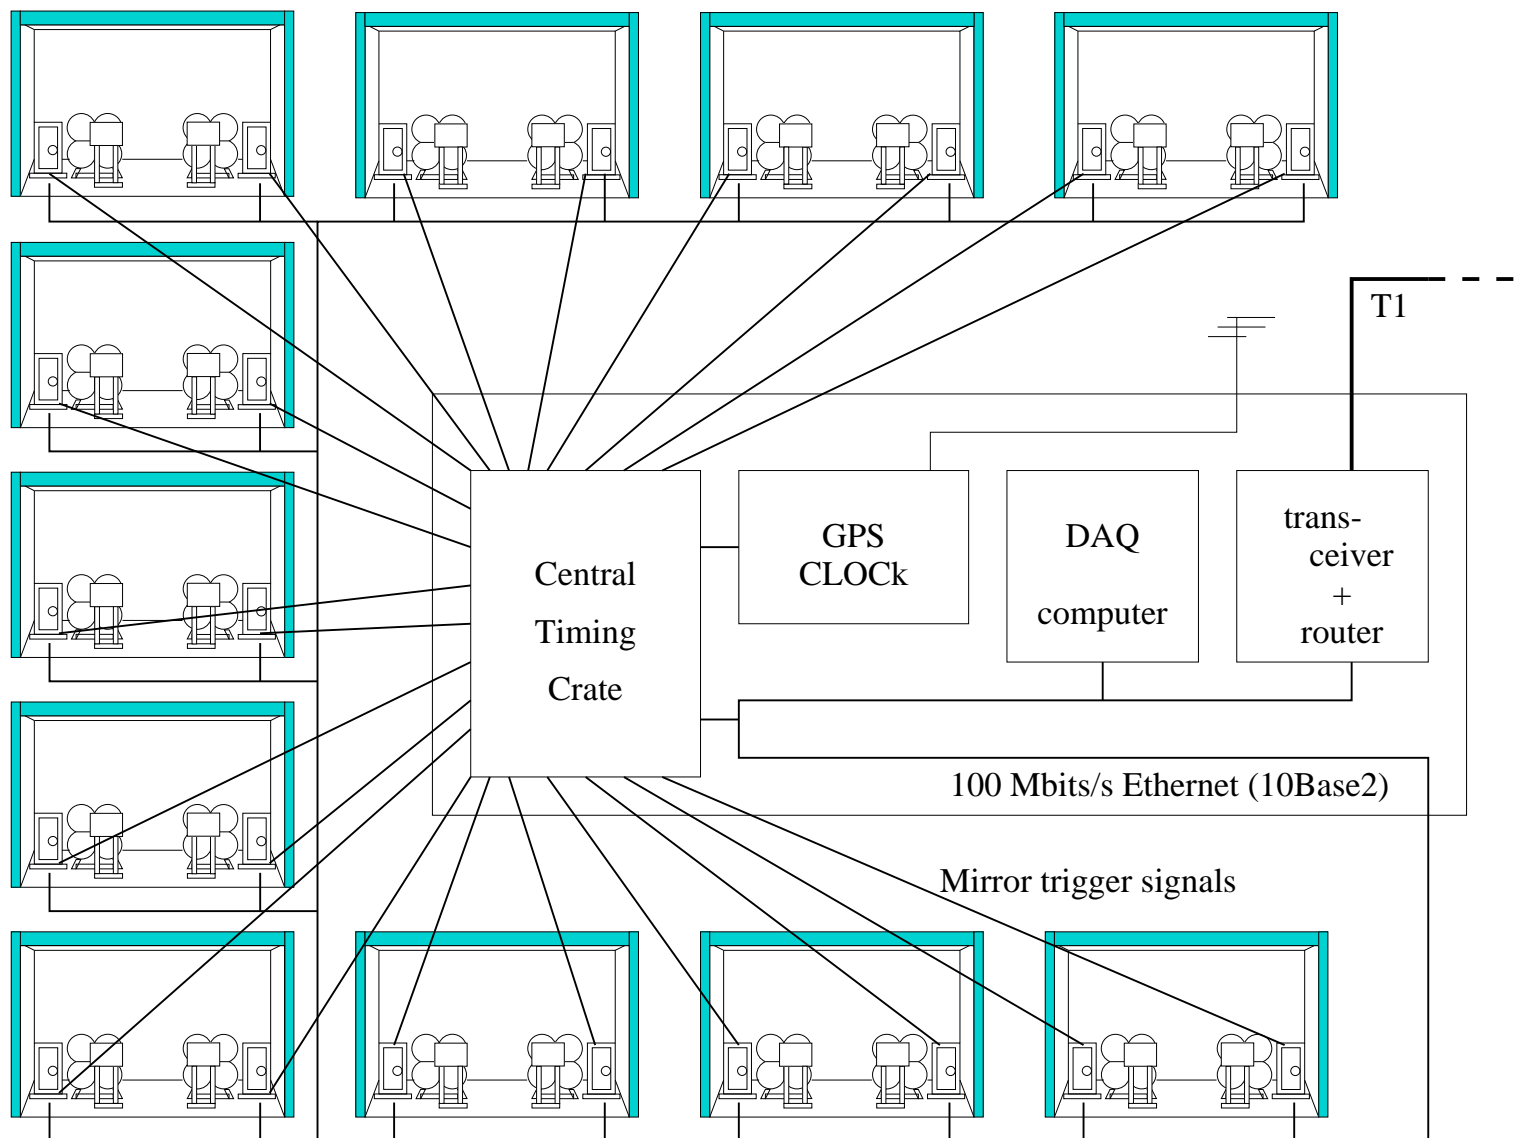 T1
GPS
CLOCk
DAQ
computer
trans-
ceiver
+
router
Central
Timing
Crate
100 Mbits/s Ethernet (10Base2)
Mirror trigger signals